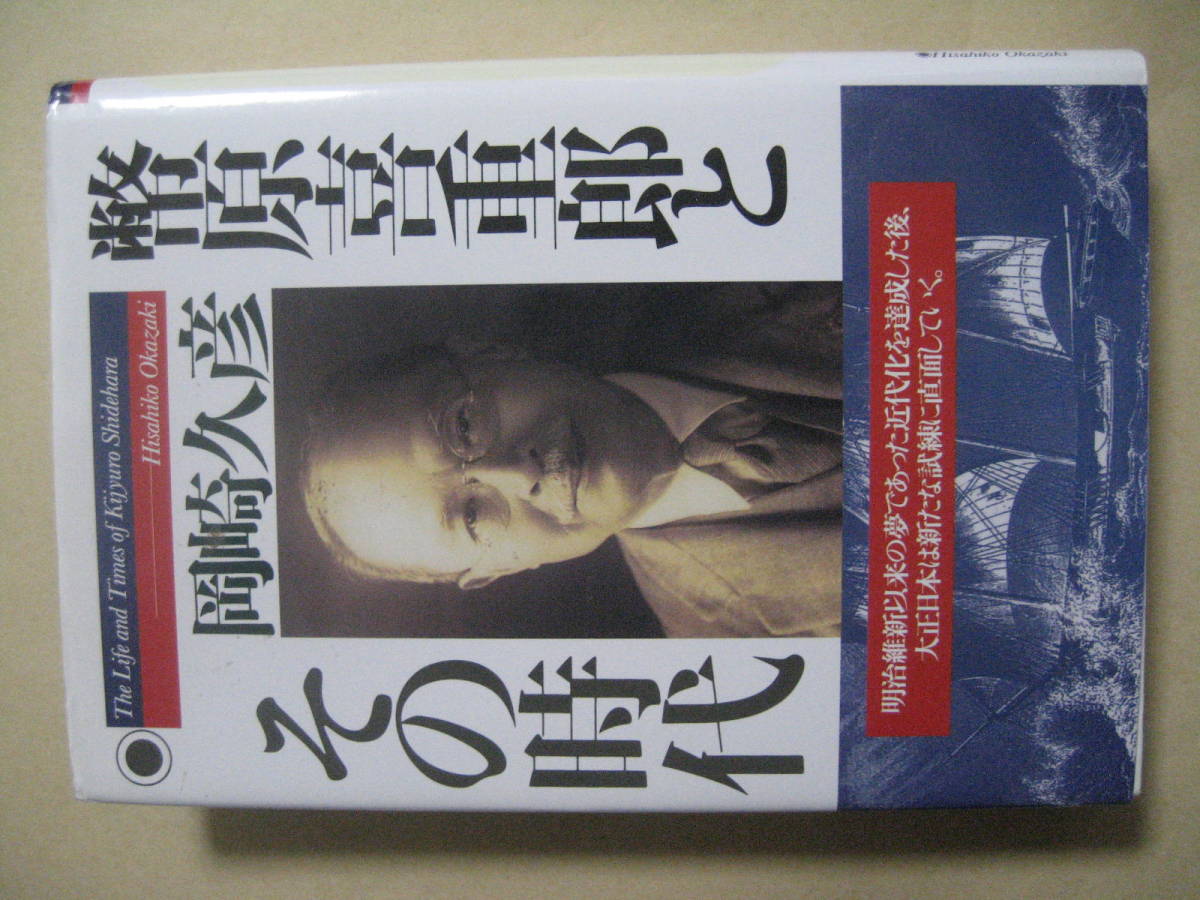 幣原喜重郎と
その時代
The Life and Times of Kijyuro Shidehara
Hisahiko Okazaki
岡崎久彦
明治維新以来の夢であった近代化を達成した後、
大正日本は新たな試練に直面していく。
Hisahiko Okazaki